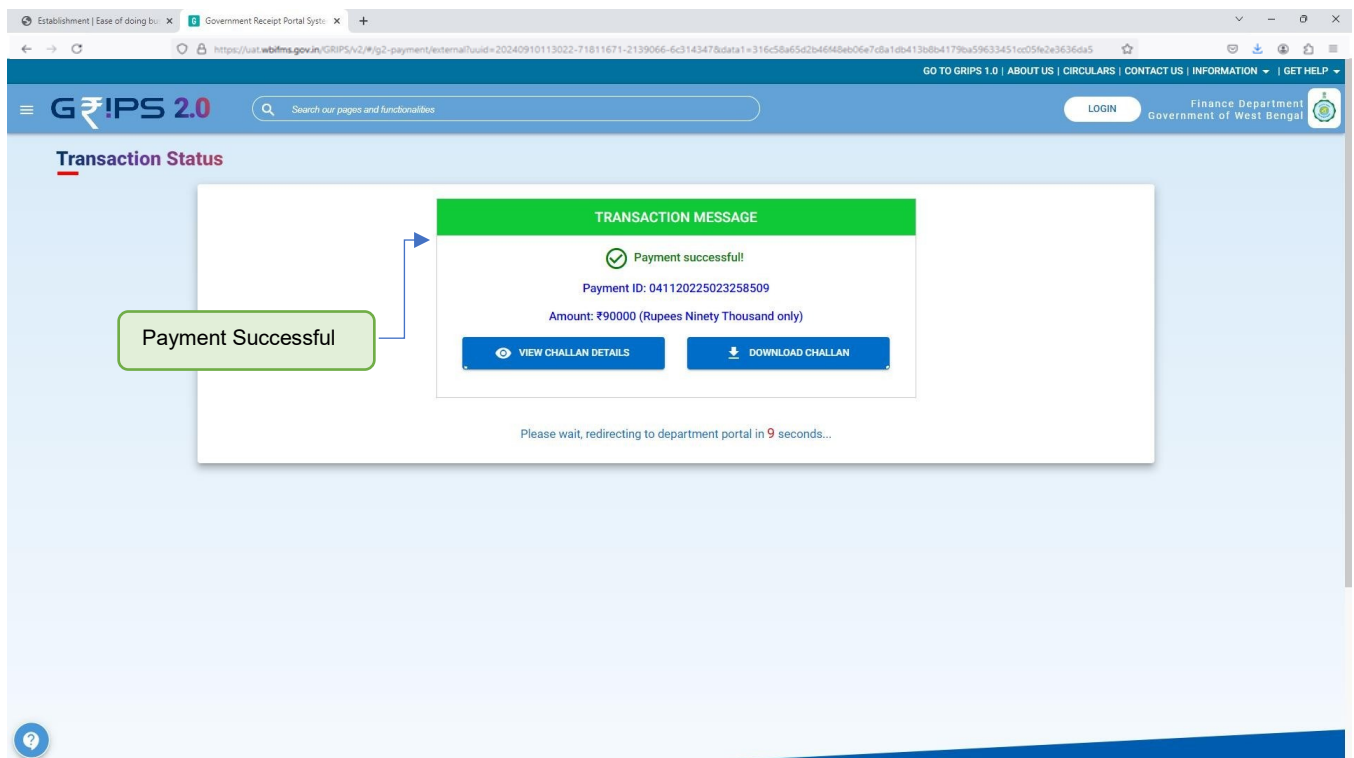 Establishment | Ease of doing bu
Government Receipt Portal Syste
https://uat.wbifms.gov.in/GRIPS/v2/#/g2-payment/external?uuid=20240910113022-71811671-2139066-6c314347&data1=316c58a65d2b46f48eb06e7c8a1db413b8b4179ba59633451cc05fe2e3636da5
GO TO GRIPS 1.0 | ABOUT US | CIRCULARS | CONTACT US | INFORMATION | GET HELP
G₹!PS 2.0
Search our pages and functionalities
LOGIN
Finance Department
Government of West Bengal
Transaction Status
TRANSACTION MESSAGE
Payment successful!
Payment ID: 041120225023258509
Amount: ₹90000 (Rupees Ninety Thousand only)
Payment Successful
VIEW CHALLAN DETAILS
DOWNLOAD CHALLAN
Please wait, redirecting to department portal in 9 seconds...